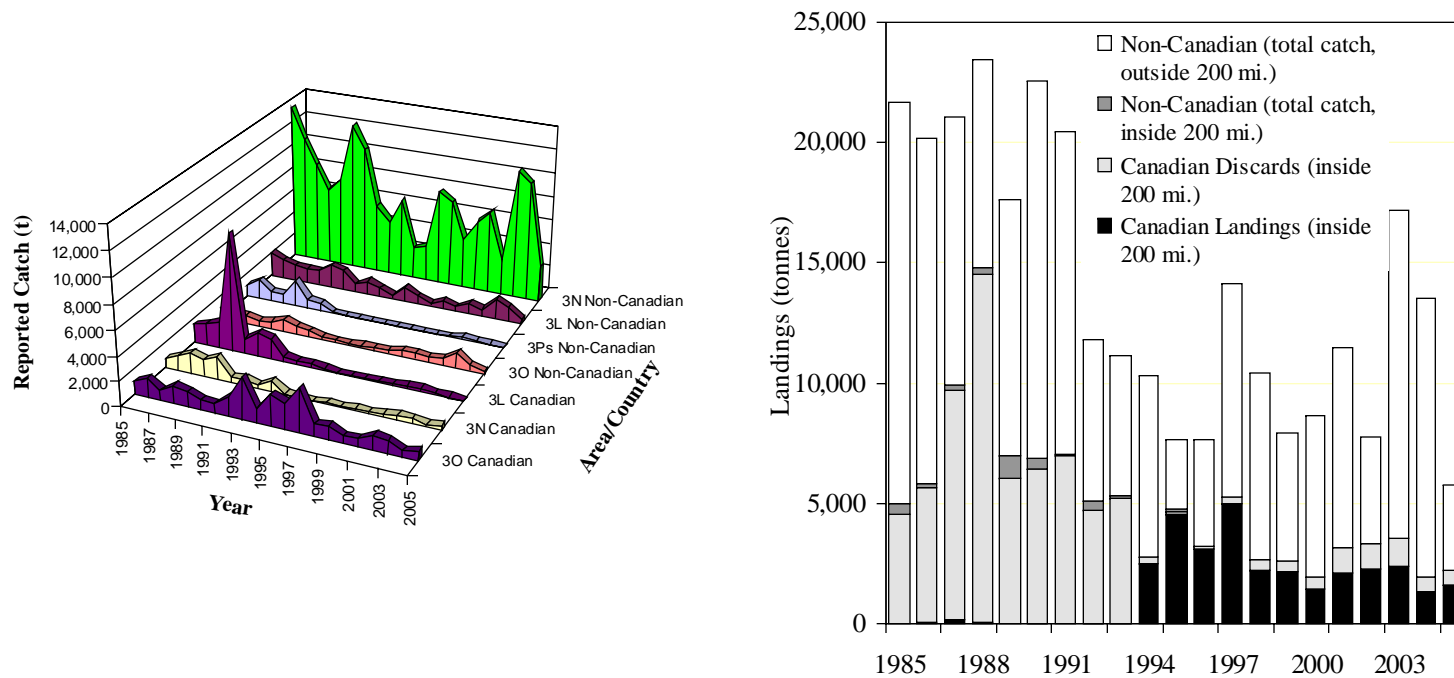 Reported Catch (t)
14,000
12,000
10,000
8,000
6,000
4,000
2,000
0
1985
1987
1989
1991
1993
1995
1997
1999
2001
2003
2005
Year
3N Non-Canadian
3L Non-Canadian
3Ps Non-Canadian
3O Non-Canadian
3L Canadian
3N Canadian
3O Canadian
Area/Country
Landings (tonnes)
25,000
20,000
15,000
10,000
5,000
0
Non-Canadian (total catch,
outside 200 mi.)
Non-Canadian (total catch,
inside 200 mi.)
Canadian Discards (inside
200 mi.)
Canadian Landings (inside
200 mi.)
1985
1988
1991
1994
1997
2000
2003